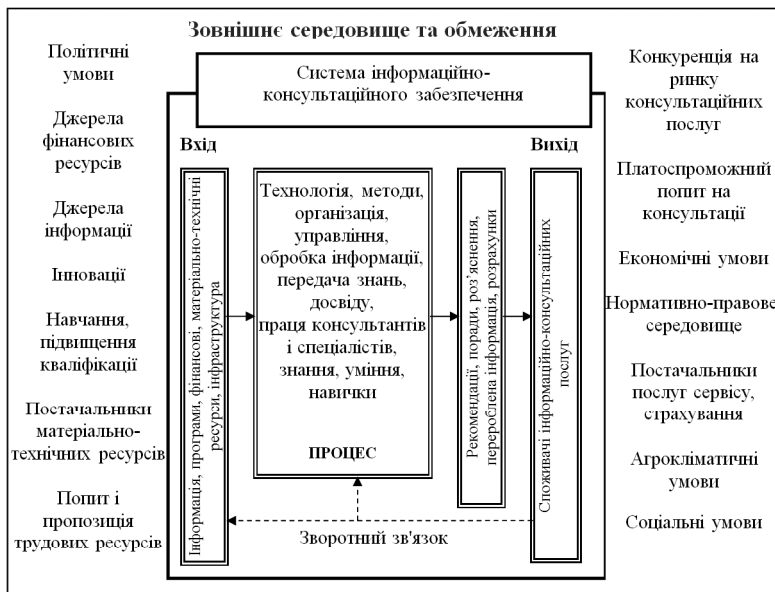 Зовнішнє середовище та обмеження
Система інформаційно-
консультаційного забезпечення
Політичні
умови
Джерела
фінансових
ресурсів
Джерела
інформації
Інновації
Навчання,
підвищення
кваліфікації
Постачальники
матеріально-
технічних ресурсів
Попит і
пропозиція
трудових ресурсів
Вхід
Інформація, програми, фінансові, матеріально-технічні
ресурси, інфраструктура
Технологія, методи,
організація,
управління,
обробка інформації,
передача знань,
досвіду,
праця консультантів
і спеціалістів,
знання, уміння,
навички
ПРОЦЕС
Рекомендації, поради, роз’яснення,
перероблена інформація, розрахунки
Вихід
Споживачі інформаційно-консультаційних
послуг
Зворотний зв'язок
Конкуренція на
ринку
консультаційних
послуг
Платоспроможний
попит на
консультації
Економічні умови
Нормативно-правове
середовище
Постачальники
послуг сервісу,
страхування
Агрокліматичні
умови
Соціальні умови